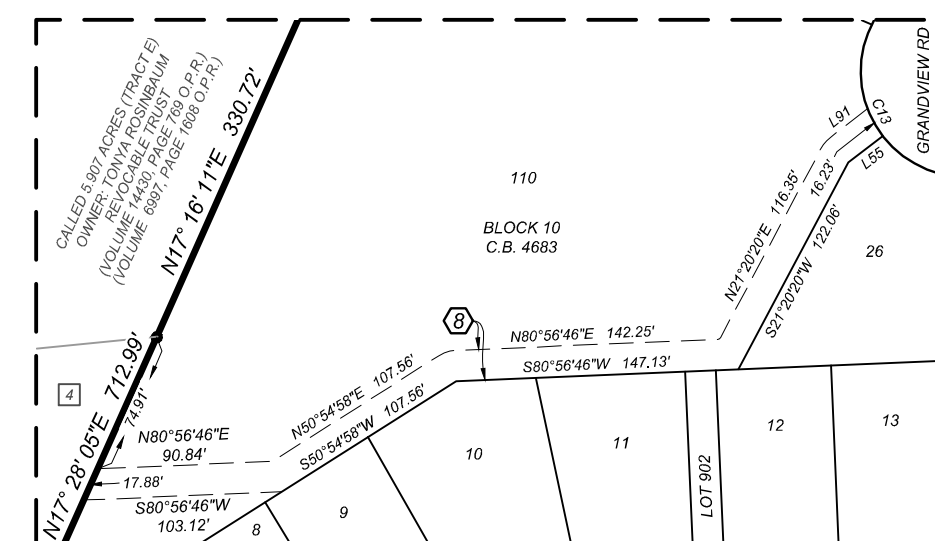 CALLED 5.907 ACRES (TRACT E)
OWNER: TONYA ROSINBAUM
REVOCABLE TRUST
(VOLUME 14430, PAGE 769 O.P.R.)
(VOLUME 6997, PAGE 1608 O.P.R.)
N17° 16' 11"E 330.72'
110
BLOCK 10
C.B. 4683
GRANDVIEW RD
C13
L91
L55
16.23'
N21°20'20"E 116.35'
S21°20'20"W 122.06'
26
8
N80°56'46"E 142.25'
S80°56'46"W 147.13'
N50°54'58"E 107.56'
S50°54'58"W 107.56'
4
N17° 28' 05"E 712.99'
74.91'
N80°56'46"E
90.84'
17.88'
S80°56'46"W
103.12'
8
9
10
11
LOT 902
12
13